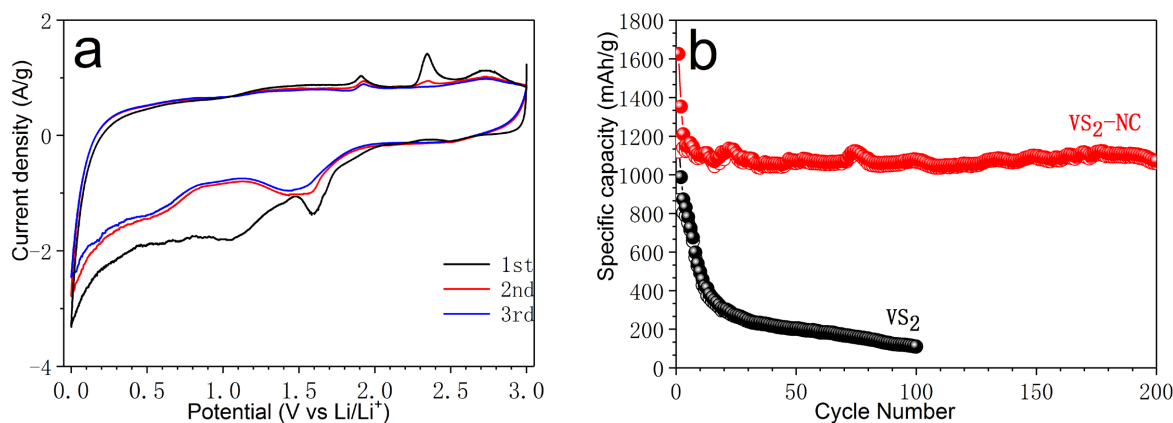 a
Current density (A/g)
2
0
−2
−4
1st
2nd
3rd
0.0 0.5 1.0 1.5 2.0 2.5 3.0
Potential (V vs Li/Li⁺)
b
Specific capacity (mAh/g)
1800
1600
1400
1200
1000
800
600
400
200
0
VS₂-NC
VS₂
0 50 100 150 200
Cycle Number